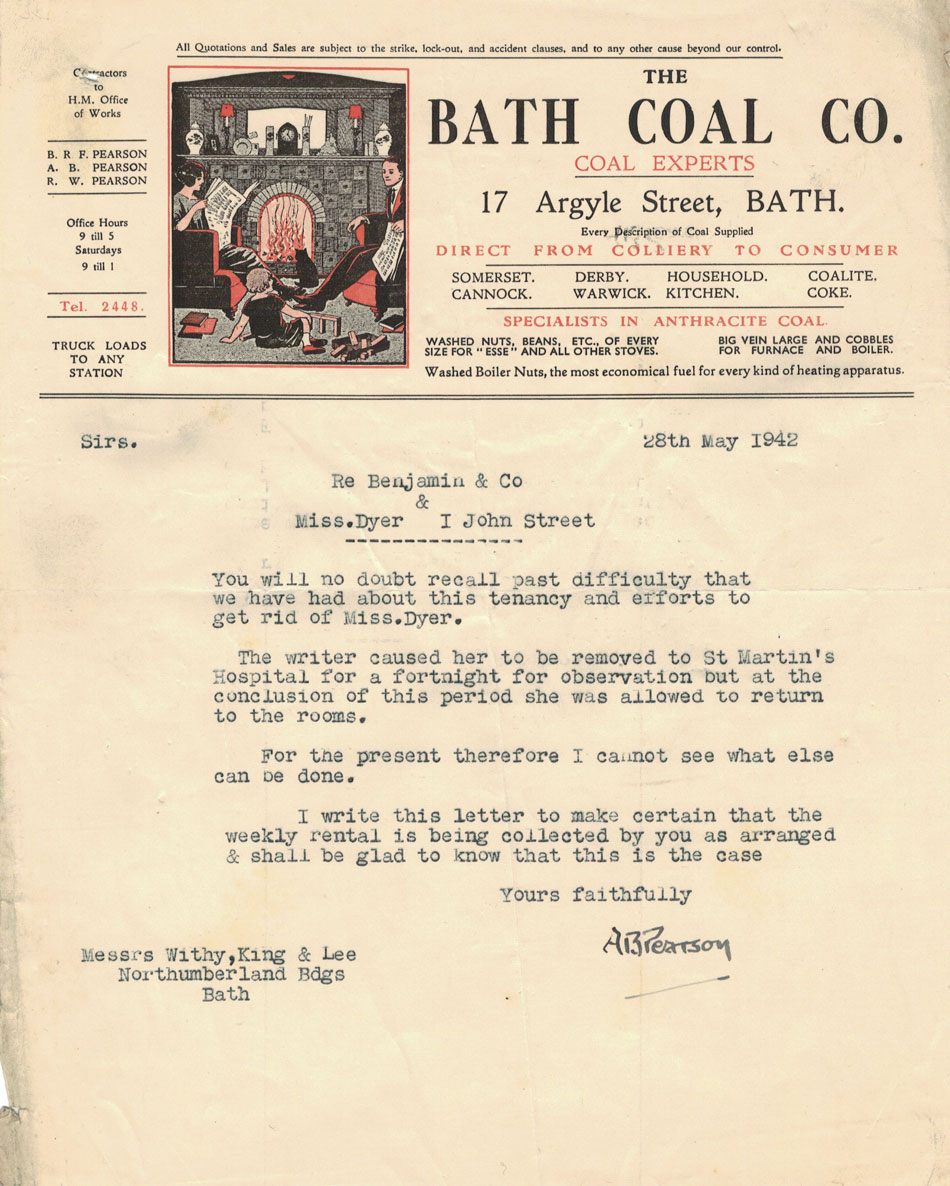 All Quotations and Sales are subject to the strike, lock-out, and accident clauses, and to any other cause beyond our control.
Contractors
to
H.M. Office
of Works
B. R F. PEARSON
A. B. PEARSON
R. W. PEARSON
Office Hours
9 till 5
Saturdays
9 till 1
Tel. 2448.
TRUCK LOADS
TO ANY
STATION
THE
BATH COAL CO.
COAL EXPERTS
17 Argyle Street, BATH.
Every Description of Coal Supplied
DIRECT FROM COLLIERY TO CONSUMER
SOMERSET. DERBY. HOUSEHOLD. COALITE.
CANNOCK. WARWICK. KITCHEN. COKE.
SPECIALISTS IN ANTHRACITE COAL.
WASHED NUTS, BEANS, ETC., OF EVERY
SIZE FOR "ESSE" AND ALL OTHER STOVES.
BIG VEIN LARGE AND COBBLES
FOR FURNACE AND BOILER.
Washed Boiler Nuts, the most economical fuel for every kind of heating apparatus.
Sirs. 28th May I942
Re Benjamin & Co
&
Miss.Dyer I John Street
You will no doubt recall past difficulty that
we have had about this tenancy and efforts to
get rid of Miss.Dyer.
The writer caused her to be removed to St Martin's
Hospital for a fortnight for observation but at the
conclusion of this period she was allowed to return
to the rooms.
For the present therefore I cannot see what else
can be done.
I write this letter to make certain that the
weekly rental is being collected by you as arranged
& shall be glad to know that this is the case
Yours faithfully
ABPearson
Messrs Withy,King & Lee
Northumberland Bdgs
Bath